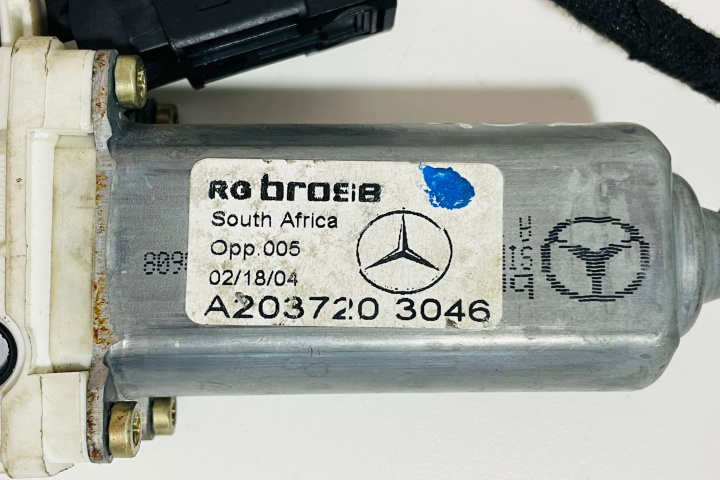 RG brose
South Africa
Opp.005
02/18/04
A203720 3046